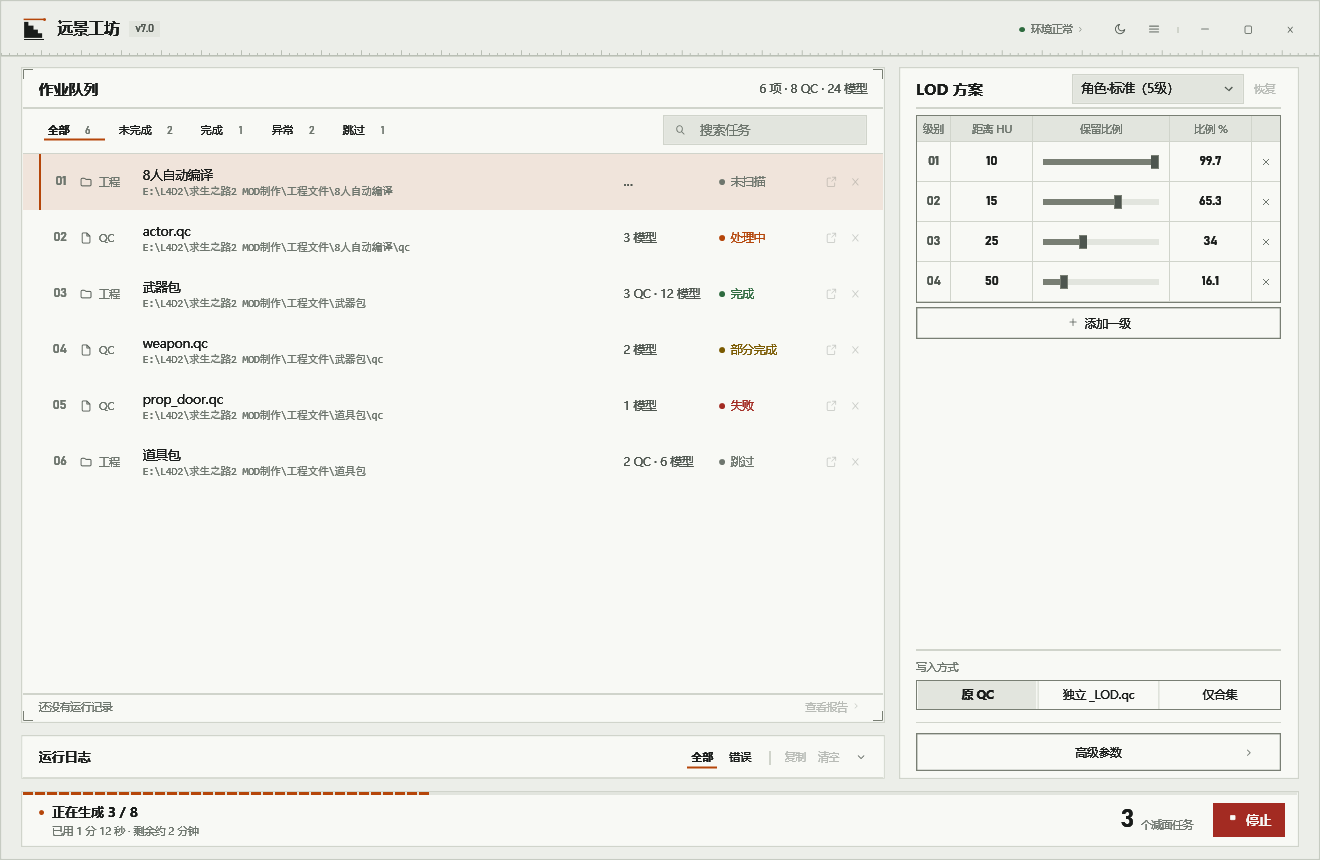 远景工坊 v7.0
环境正常
作业队列
6 项 · 8 QC · 24 模型
全部 6 未完成 2 完成 1 异常 2 跳过 1
搜索任务
01 工程 8人自动编译 ... 未扫描
E:\L4D2\求生之路2 MOD制作\工程文件\8人自动编译
02 QC actor.qc 3 模型 处理中
E:\L4D2\求生之路2 MOD制作\工程文件\8人自动编译\qc
03 工程 武器包 3 QC · 12 模型 完成
E:\L4D2\求生之路2 MOD制作\工程文件\武器包
04 QC weapon.qc 2 模型 部分完成
E:\L4D2\求生之路2 MOD制作\工程文件\武器包\qc
05 QC prop_door.qc 1 模型 失败
E:\L4D2\求生之路2 MOD制作\工程文件\道具包\qc
06 工程 道具包 2 QC · 6 模型 跳过
E:\L4D2\求生之路2 MOD制作\工程文件\道具包
还没有运行记录
查看报告
运行日志
全部 错误 复制 清空
LOD 方案
角色·标准（5级）
恢复
级别 距离 HU 保留比例 比例 %
01 10 99.7
02 15 65.3
03 25 34
04 50 16.1
+ 添加一级
写入方式
原 QC 独立 _LOD.qc 仅合集
高级参数
正在生成 3 / 8
已用 1 分 12 秒 · 剩余约 2 分钟
3 个减面任务
停止